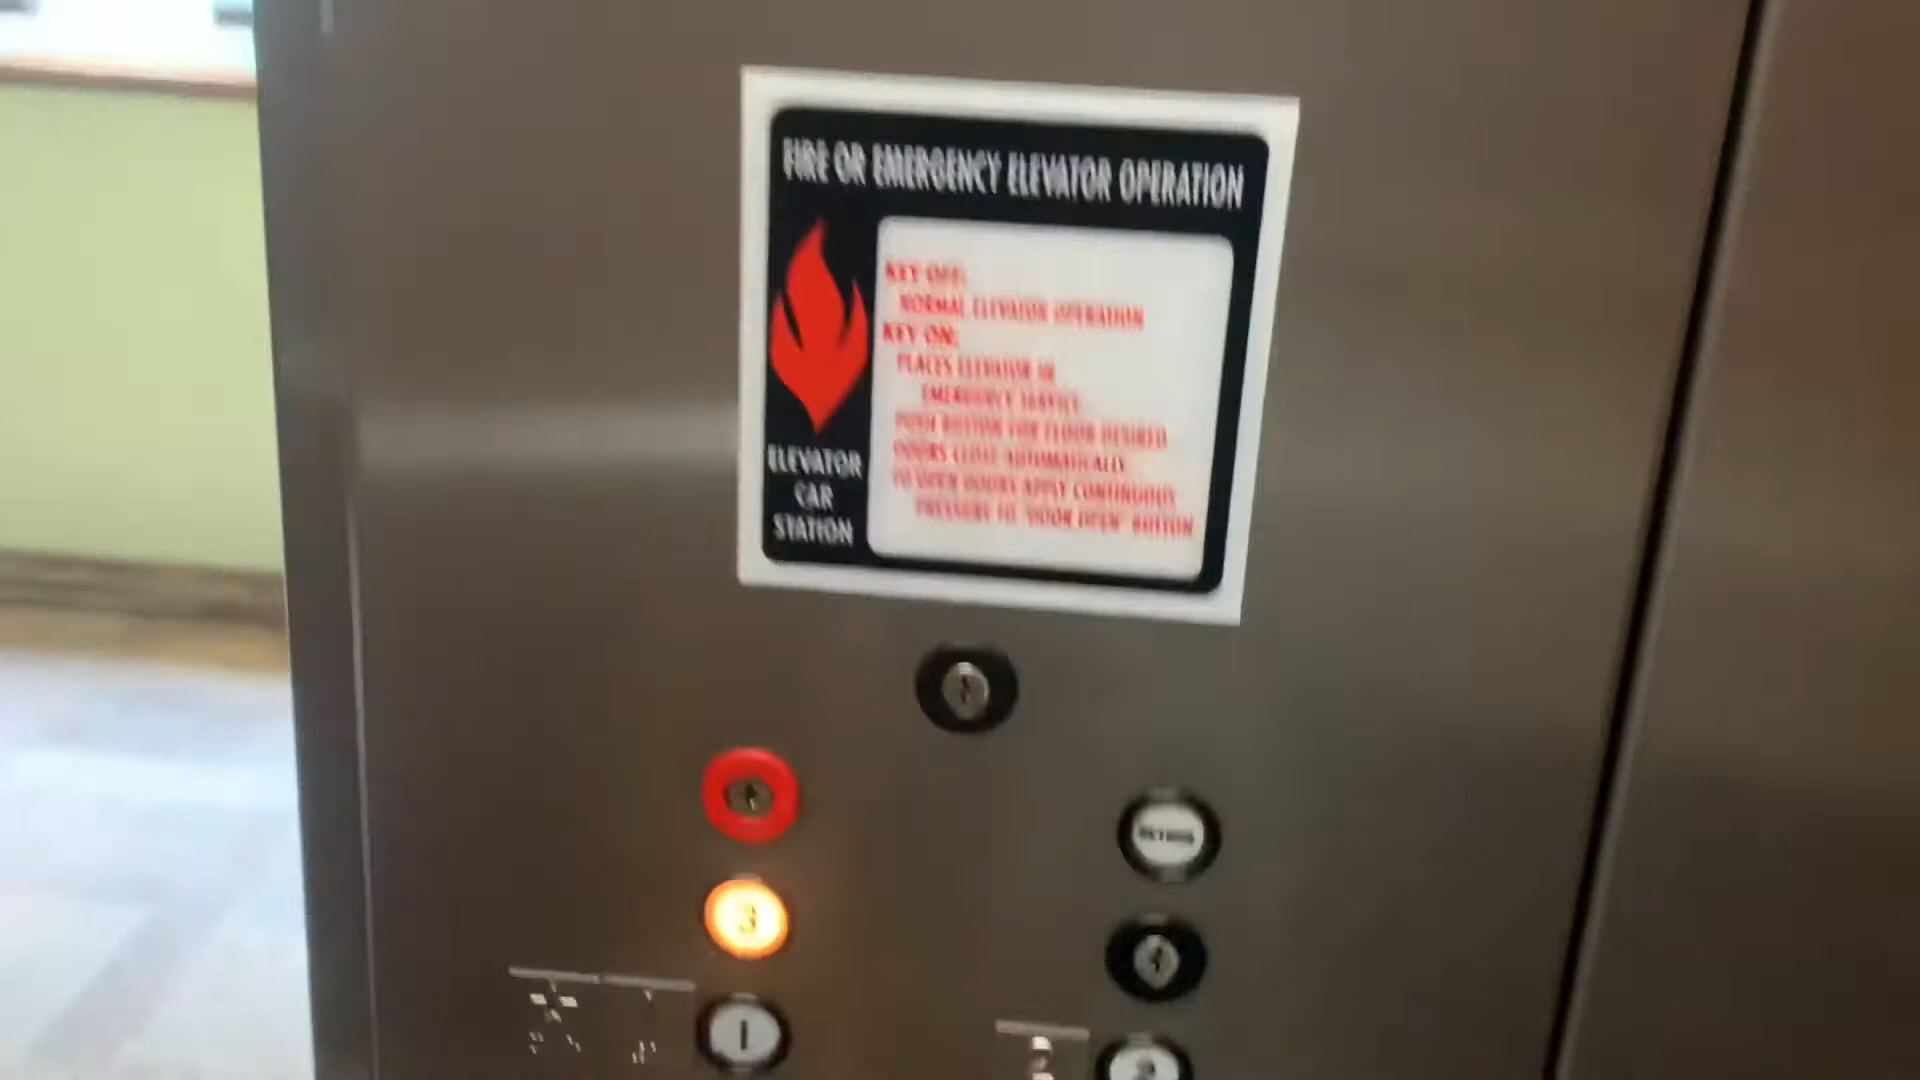 FIRE OR EMERGENCY ELEVATOR OPERATION
KEY OFF:
NORMAL ELEVATOR OPERATION
KEY ON:
PLACES ELEVATOR IN
EMERGENCY SERVICE
PUSH BUTTON FOR FLOOR DESIRED
DOORS CLOSE AUTOMATICALLY
TO OPEN DOORS APPLY CONTINUOUS
PRESSURE TO "DOOR OPEN" BUTTON
ELEVATOR
CAR
STATION
3
1
2